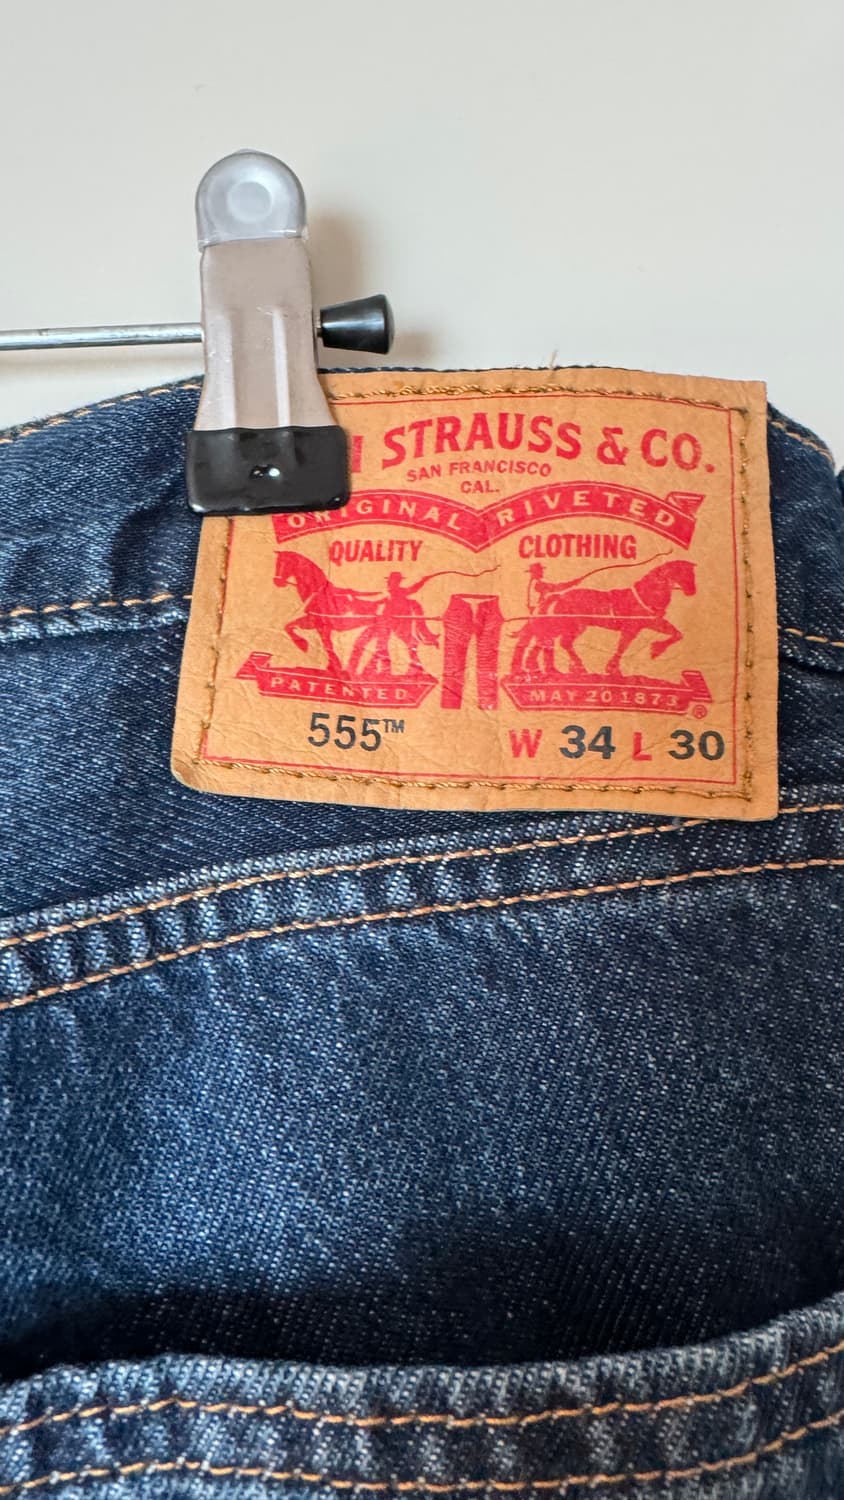 STRAUSS & CO.
SAN FRANCISCO
CAL.
ORIGINAL RIVETED
QUALITY CLOTHING
PATENTED MAY 20 1873 ®
555™ W 34 L 30